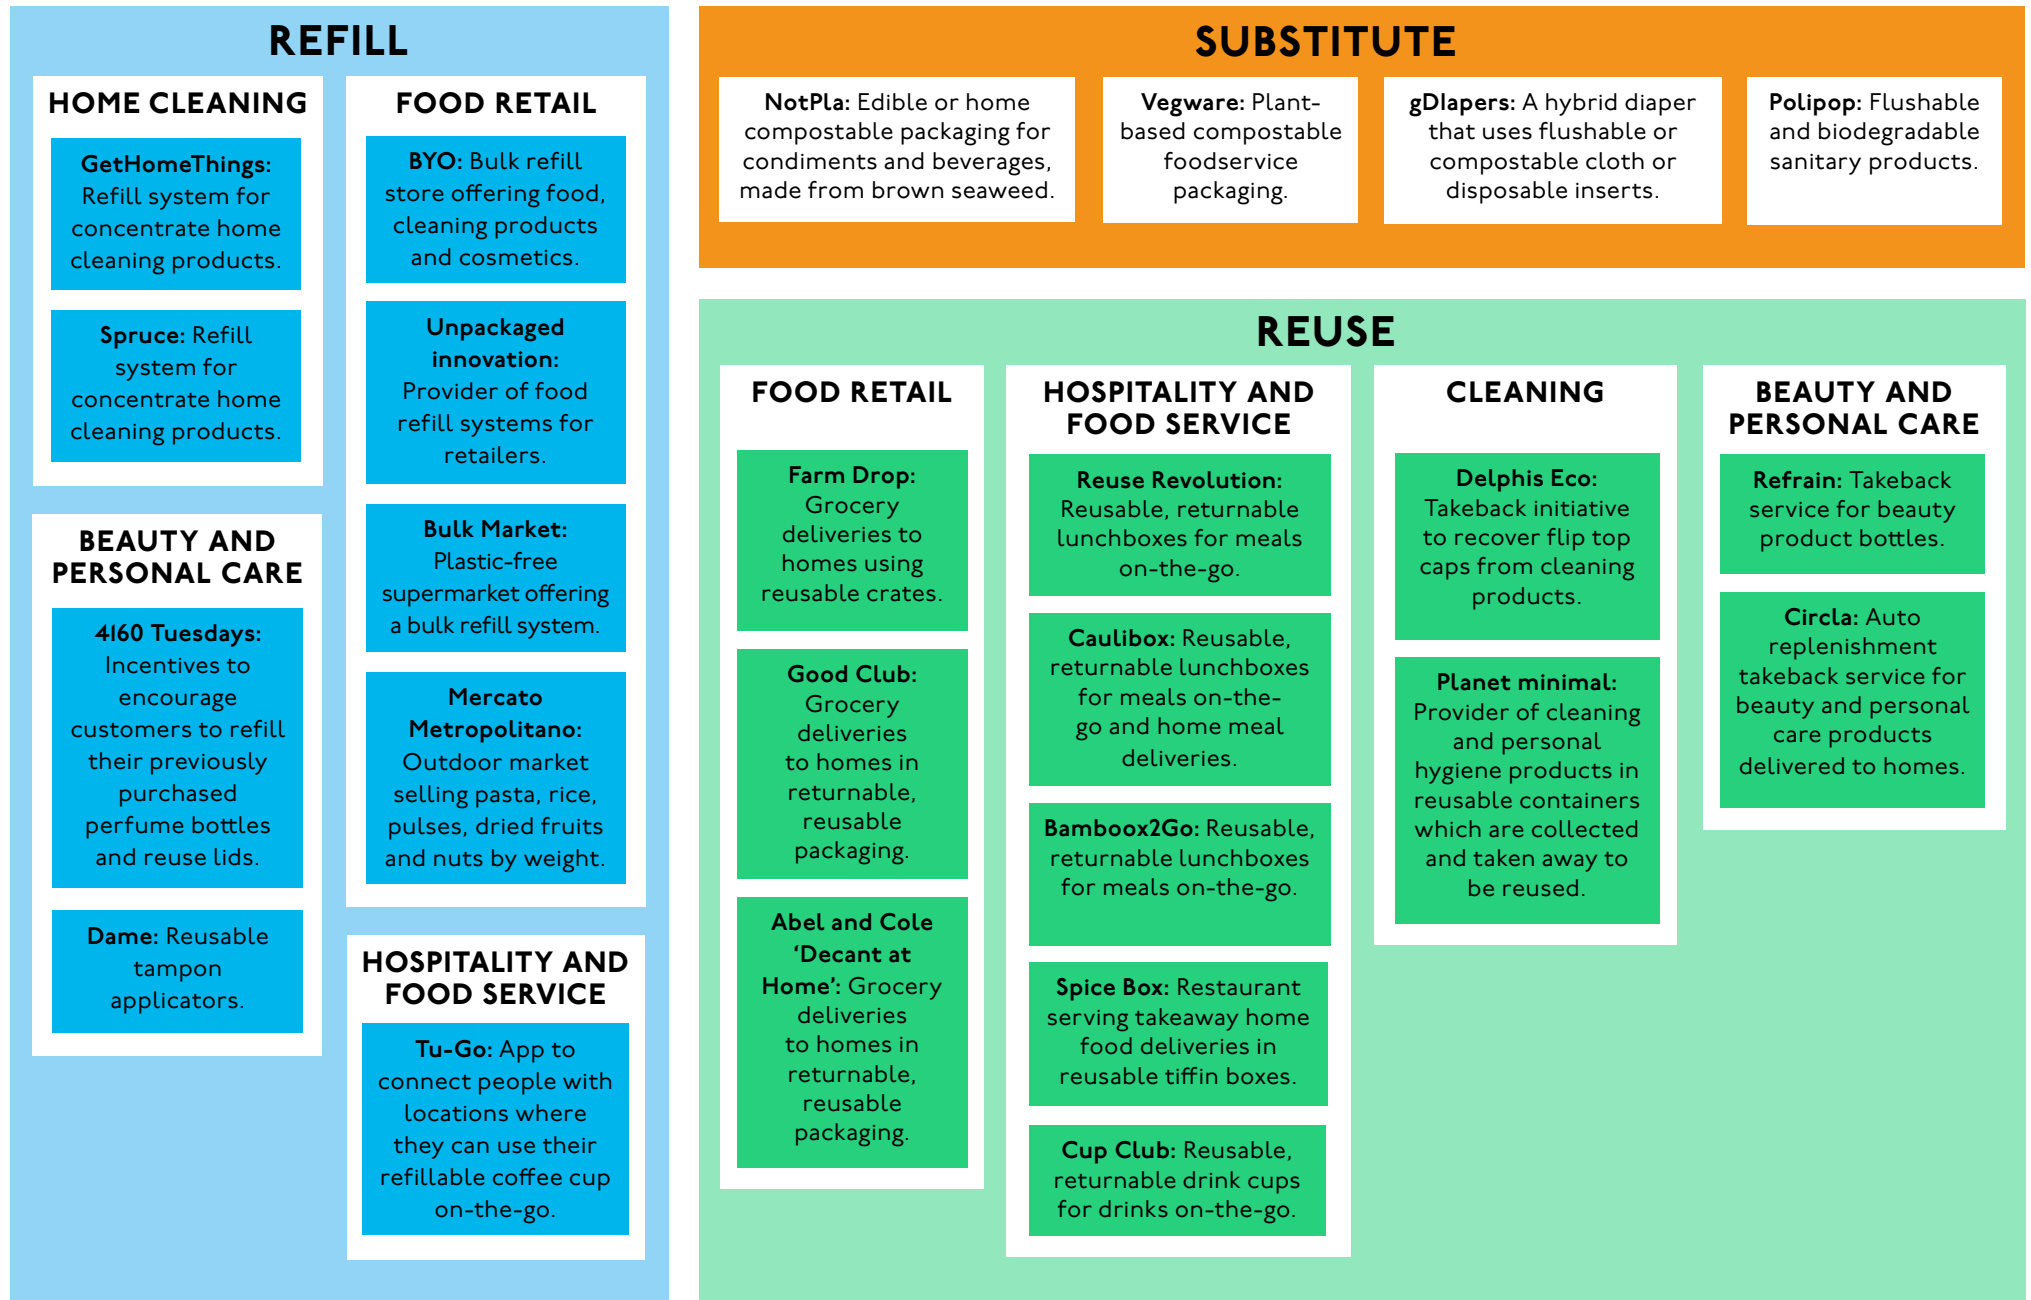 REFILL
HOME CLEANING
GetHomeThings:
Refill system for
concentrate home
cleaning products.
Spruce: Refill
system for
concentrate home
cleaning products.
BEAUTY AND
PERSONAL CARE
4160 Tuesdays:
Incentives to
encourage
customers to refill
their previously
purchased
perfume bottles
and reuse lids.
Dame: Reusable
tampon
applicators.
FOOD RETAIL
BYO: Bulk refill
store offering food,
cleaning products
and cosmetics.
Unpackaged
innovation:
Provider of food
refill systems for
retailers.
Bulk Market:
Plastic-free
supermarket offering
a bulk refill system.
Mercato
Metropolitano:
Outdoor market
selling pasta, rice,
pulses, dried fruits
and nuts by weight.
HOSPITALITY AND
FOOD SERVICE
Tu-Go: App to
connect people with
locations where
they can use their
refillable coffee cup
on-the-go.
SUBSTITUTE
NotPla: Edible or home
compostable packaging for
condiments and beverages,
made from brown seaweed.
Vegware: Plant-
based compostable
foodservice
packaging.
gDIapers: A hybrid diaper
that uses flushable or
compostable cloth or
disposable inserts.
Polipop: Flushable
and biodegradable
sanitary products.
REUSE
FOOD RETAIL
Farm Drop:
Grocery
deliveries to
homes using
reusable crates.
Good Club:
Grocery
deliveries
to homes in
returnable,
reusable
packaging.
Abel and Cole
‘Decant at
Home’: Grocery
deliveries
to homes in
returnable,
reusable
packaging.
HOSPITALITY AND
FOOD SERVICE
Reuse Revolution:
Reusable, returnable
lunchboxes for meals
on-the-go.
Caulibox: Reusable,
returnable lunchboxes
for meals on-the-
go and home meal
deliveries.
Bamboox2Go: Reusable,
returnable lunchboxes
for meals on-the-go.
Spice Box: Restaurant
serving takeaway home
food deliveries in
reusable tiffin boxes.
Cup Club: Reusable,
returnable drink cups
for drinks on-the-go.
CLEANING
Delphis Eco:
Takeback initiative
to recover flip top
caps from cleaning
products.
Planet minimal:
Provider of cleaning
and personal
hygiene products in
reusable containers
which are collected
and taken away to
be reused.
BEAUTY AND
PERSONAL CARE
Refrain: Takeback
service for beauty
product bottles.
Circla: Auto
replenishment
takeback service for
beauty and personal
care products
delivered to homes.